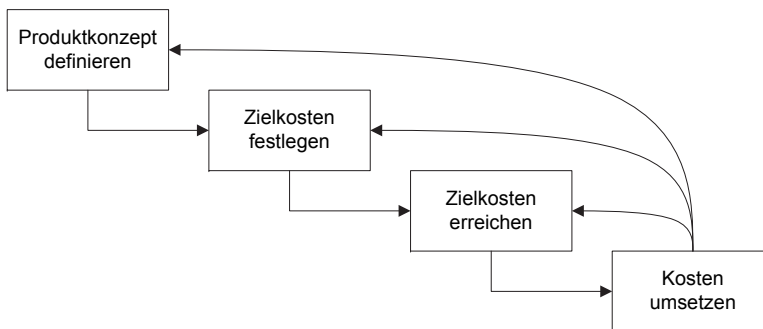 Produktkonzept
definieren
Zielkosten
festlegen
Zielkosten
erreichen
Kosten
umsetzen